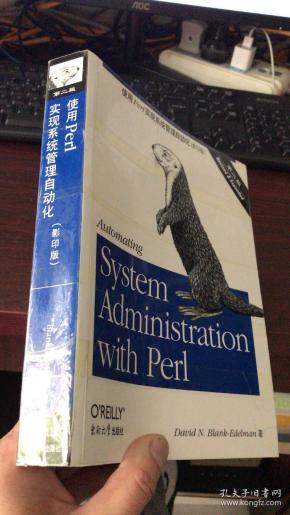 AOC
第二版
使用Perl
实现系统管理自动化
(影印版)
使用Perl实现系统管理自动化(影印版)
Automating
System
Administration
with Perl
O'REILLY®
东南大学出版社
David N. Blank-Edelman 著
孔夫子旧书网